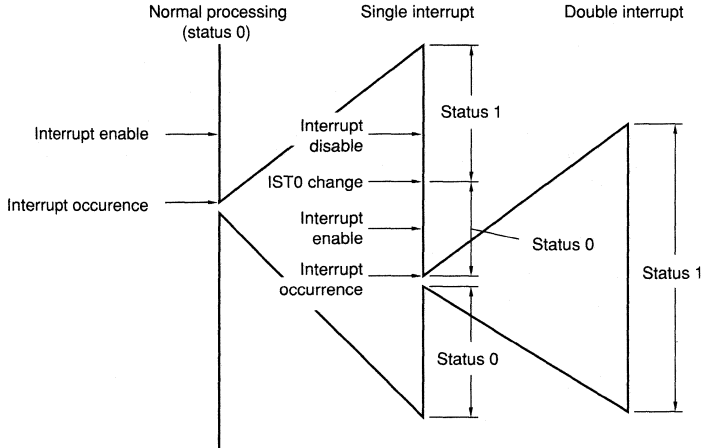 Normal processing
(status 0)
Single interrupt
Double interrupt
Interrupt enable
Interrupt occurence
Interrupt
disable
IST0 change
Interrupt
enable
Interrupt
occurrence
Status 1
Status 0
Status 0
Status 1